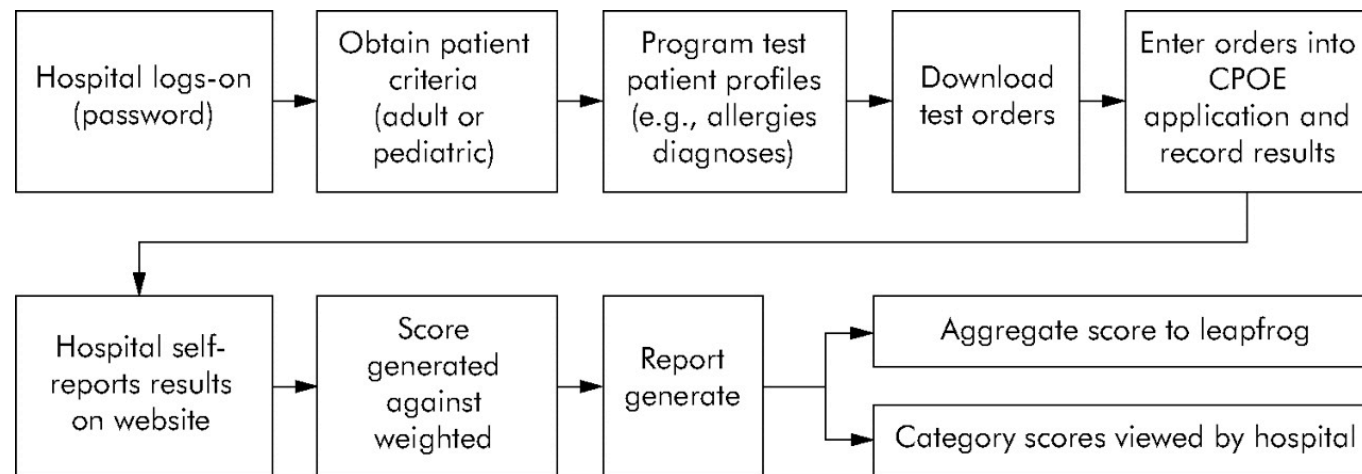 Hospital logs-on
(password)
Obtain patient
criteria
(adult or
pediatric)
Program test
patient profiles
(e.g., allergies
diagnoses)
Download
test orders
Enter orders into
CPOE
application and
record results
Hospital self-
reports results
on website
Score
generated
against
weighted
Report
generate
Aggregate score to leapfrog
Category scores viewed by hospital